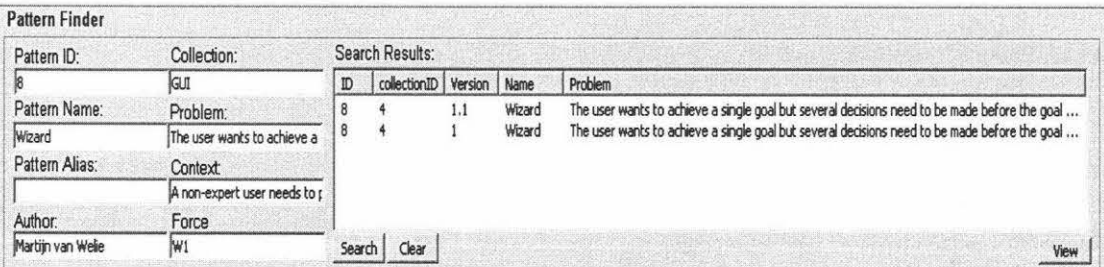 Pattern Finder
Pattern ID: Collection:
8 GUI
Pattern Name: Problem:
Wizard The user wants to achieve a
Pattern Alias: Context:
A non-expert user needs to p
Author: Force
Martijn van Welie W1
Search Results:
ID collectionID Version Name Problem
8 4 1.1 Wizard The user wants to achieve a single goal but several decisions need to be made before the goal ...
8 4 1 Wizard The user wants to achieve a single goal but several decisions need to be made before the goal ...
Search Clear View